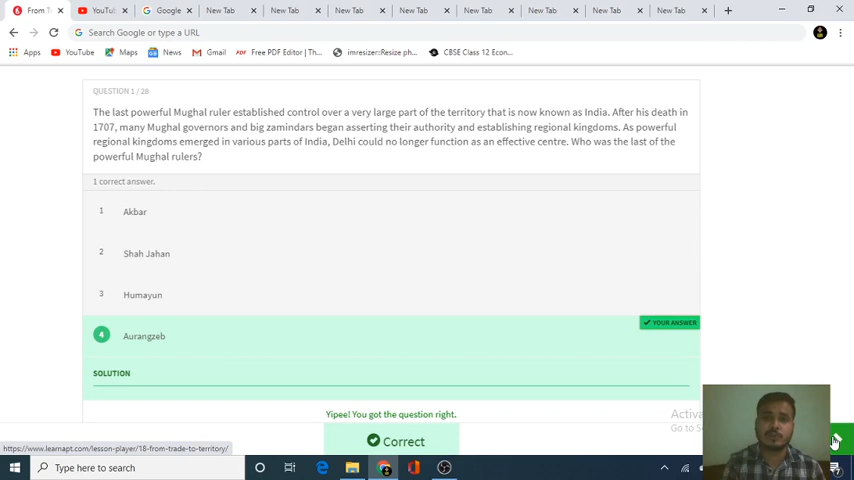 From T
YouTu
Google
New Tab
New Tab
New Tab
New Tab
New Tab
New Tab
New Tab
New Tab
Search Google or type a URL
Apps
YouTube
Maps
News
Gmail
Free PDF Editor | Th...
imresizer:Resize ph...
CBSE Class 12 Econ...
QUESTION 1 / 28
The last powerful Mughal ruler established control over a very large part of the territory that is now known as India. After his death in
1707, many Mughal governors and big zamindars began asserting their authority and establishing regional kingdoms. As powerful
regional kingdoms emerged in various parts of India, Delhi could no longer function as an effective centre. Who was the last of the
powerful Mughal rulers?
1 correct answer.
1 Akbar
2 Shah Jahan
3 Humayun
YOUR ANSWER
4 Aurangzeb
SOLUTION
Yipee! You got the question right.
Activa
Go to S
Correct
https://www.learnapt.com/lesson-player/18-from-trade-to-territory/
Type here to search